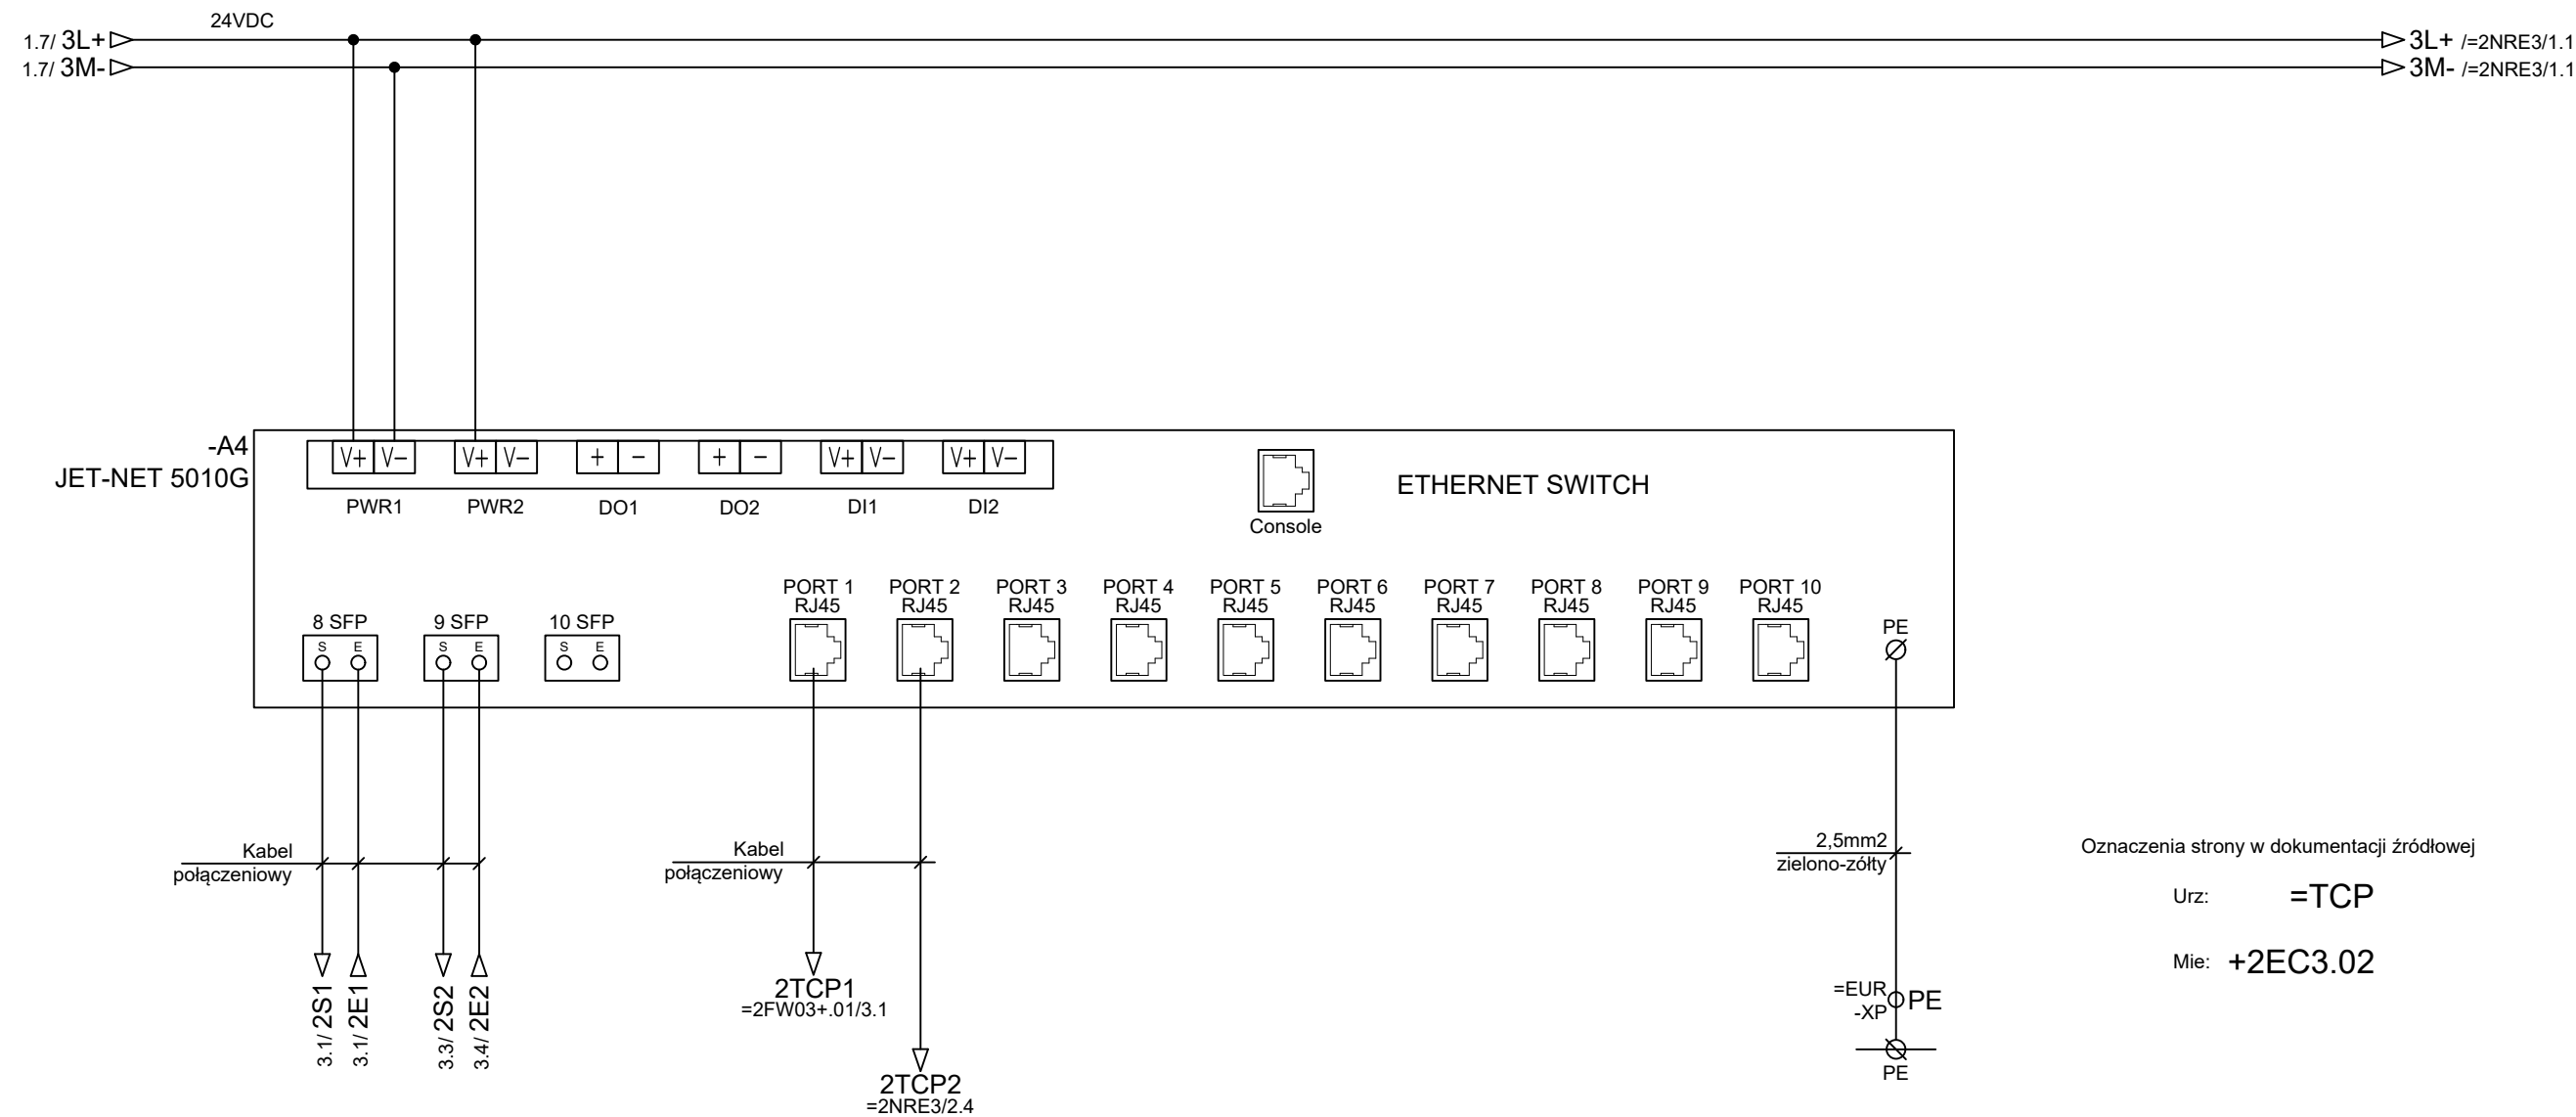 24VDC
1.7/ 3L+
3L+ /=2NRE3/1.1
1.7/ 3M-
3M- /=2NRE3/1.1
-A4
JET-NET 5010G
V+ V− V+ V− + − + − V+ V− V+ V−
PWR1 PWR2 DO1 DO2 DI1 DI2
Console
ETHERNET SWITCH
8 SFP 9 SFP 10 SFP
S E S E S E
PORT 1 PORT 2 PORT 3 PORT 4 PORT 5 PORT 6 PORT 7 PORT 8 PORT 9 PORT 10
RJ45 RJ45 RJ45 RJ45 RJ45 RJ45 RJ45 RJ45 RJ45 RJ45
PE
Kabel
połączeniowy
Kabel
połączeniowy
2,5mm2
zielono-zółty
Oznaczenia strony w dokumentacji źródłowej
Urz: =TCP
Mie: +2EC3.02
3.1/ 2S1
3.1/ 2E1
3.3/ 2S2
3.4/ 2E2
2TCP1
=2FW03+.01/3.1
2TCP2
=2NRE3/2.4
=EUR
-XP
PE
PE